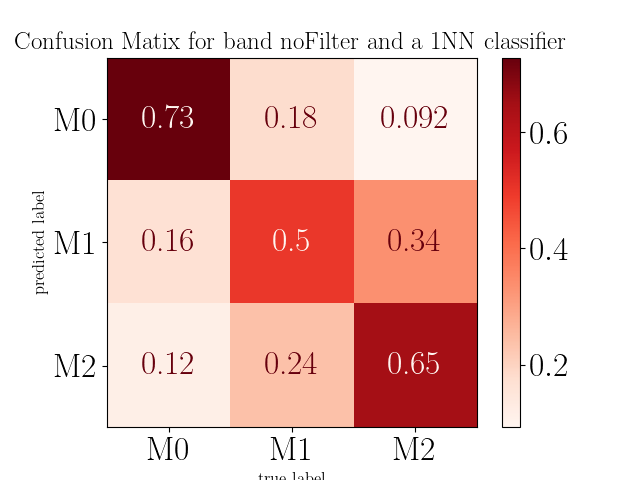 Confusion Matix for band noFilter and a 1NN classifier
M0 0.73 0.18 0.092
0.6
M1 0.16 0.5 0.34
0.4
predicted label
M2 0.12 0.24 0.65
0.2
M0 M1 M2
true label